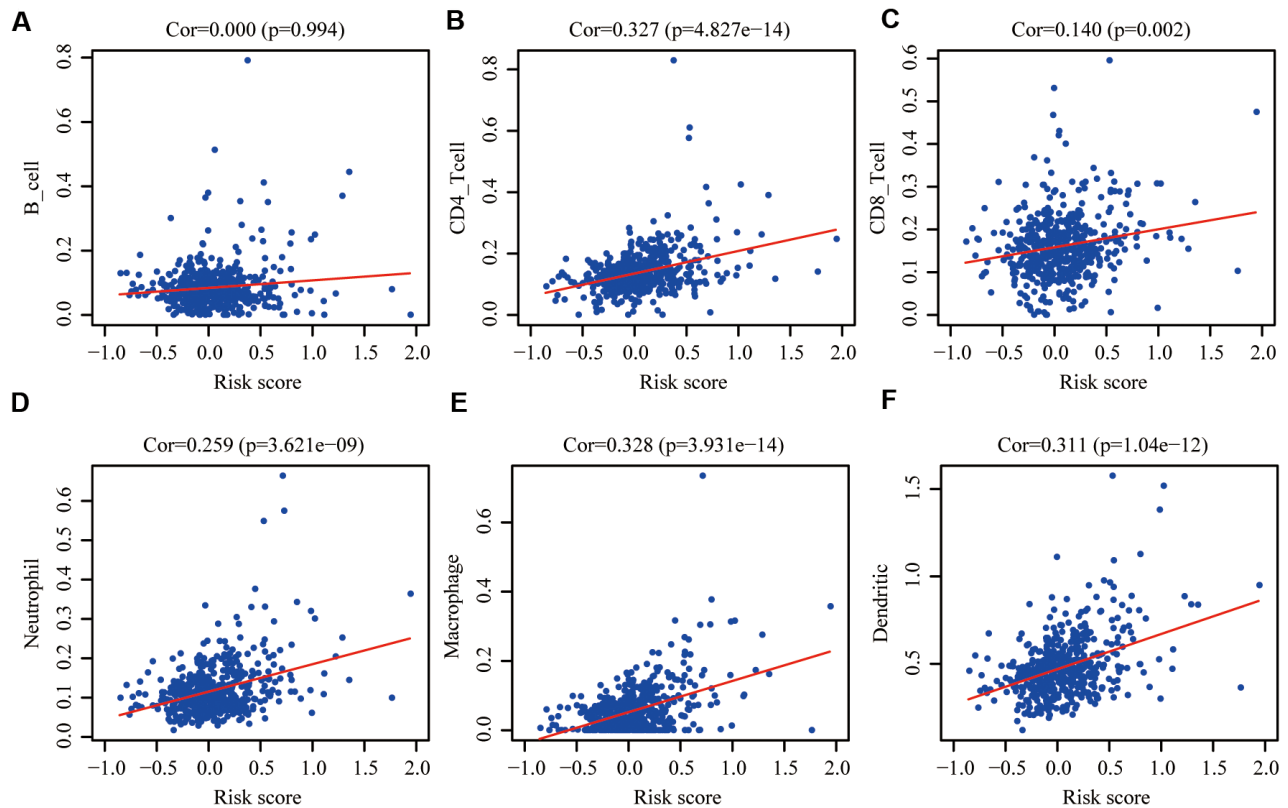 A
B
C
Cor=0.000 (p=0.994)
Cor=0.327 (p=4.827e−14)
Cor=0.140 (p=0.002)
B_cell
0.0 0.2 0.4 0.6 0.8
−1.0 −0.5 0.0 0.5 1.0 1.5 2.0
Risk score
CD4_Tcell
0.0 0.2 0.4 0.6 0.8
−1.0 −0.5 0.0 0.5 1.0 1.5 2.0
Risk score
CD8_Tcell
0.0 0.1 0.2 0.3 0.4 0.5 0.6
−1.0 −0.5 0.0 0.5 1.0 1.5 2.0
Risk score
D
E
F
Cor=0.259 (p=3.621e−09)
Cor=0.328 (p=3.931e−14)
Cor=0.311 (p=1.04e−12)
Neutrophil
0.0 0.1 0.2 0.3 0.4 0.5 0.6
−1.0 −0.5 0.0 0.5 1.0 1.5 2.0
Risk score
Macrophage
0.0 0.2 0.4 0.6
−1.0 −0.5 0.0 0.5 1.0 1.5 2.0
Risk score
Dendritic
0.5 1.0 1.5
−1.0 −0.5 0.0 0.5 1.0 1.5 2.0
Risk score